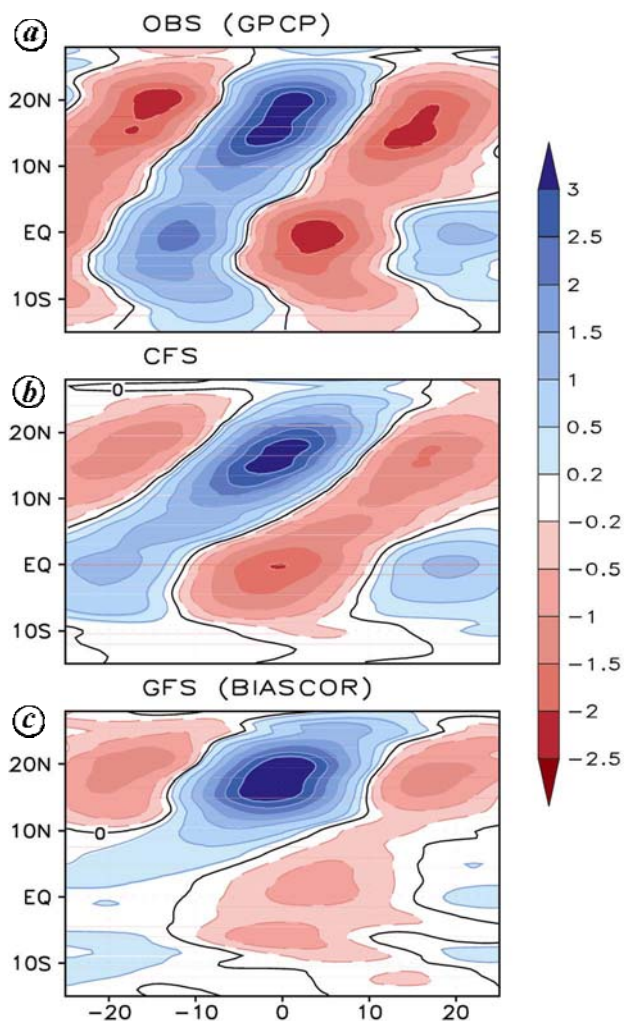 a OBS (GPCP)
20N
10N
EQ
10S
b CFS
0
20N
10N
EQ
10S
c GFS (BIASCOR)
20N
10N
0
EQ
10S
-20 -10 0 10 20
3
2.5
2
1.5
1
0.5
0.2
-0.2
-0.5
-1
-1.5
-2
-2.5